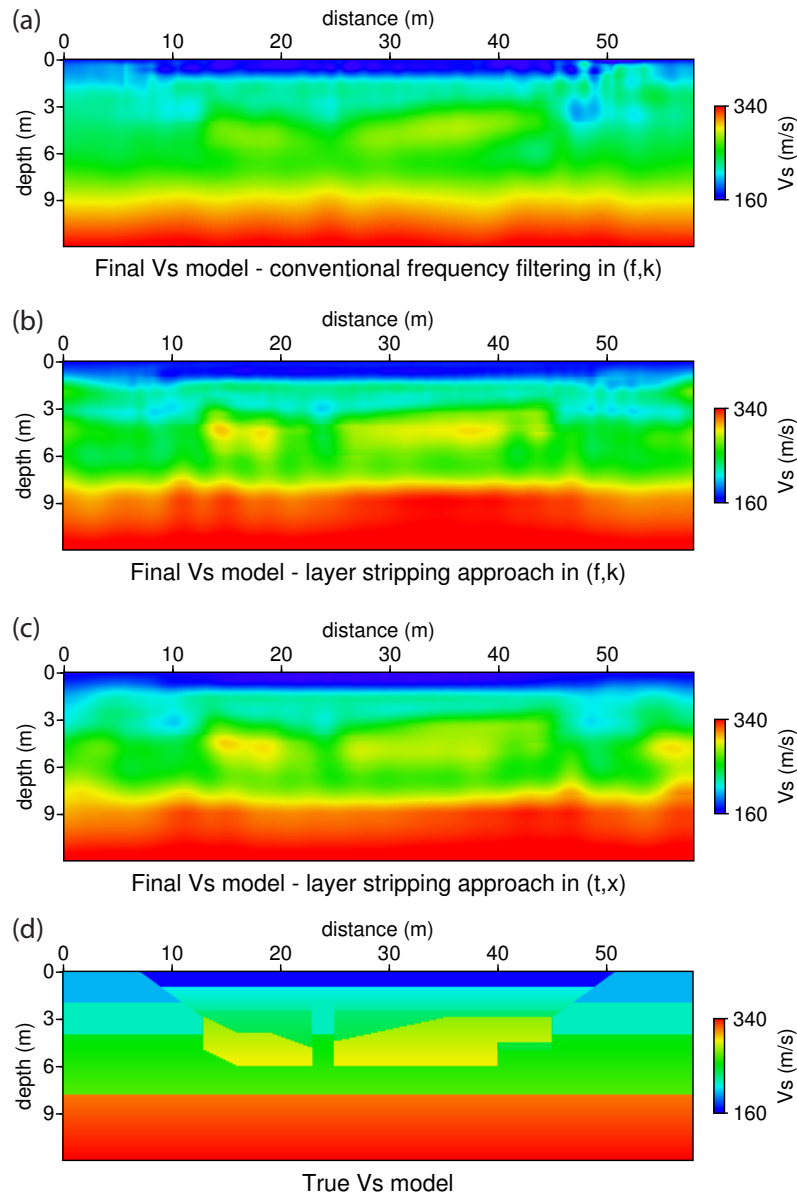 (a)
distance (m)
0 10 20 30 40 50
0
3
6
9
depth (m)
340
160
Vs (m/s)
Final Vs model - conventional frequency filtering in (f,k)
(b)
distance (m)
0 10 20 30 40 50
0
3
6
9
depth (m)
340
160
Vs (m/s)
Final Vs model - layer stripping approach in (f,k)
(c)
distance (m)
0 10 20 30 40 50
0
3
6
9
depth (m)
340
160
Vs (m/s)
Final Vs model - layer stripping approach in (t,x)
(d)
distance (m)
0 10 20 30 40 50
0
3
6
9
depth (m)
340
160
Vs (m/s)
True Vs model